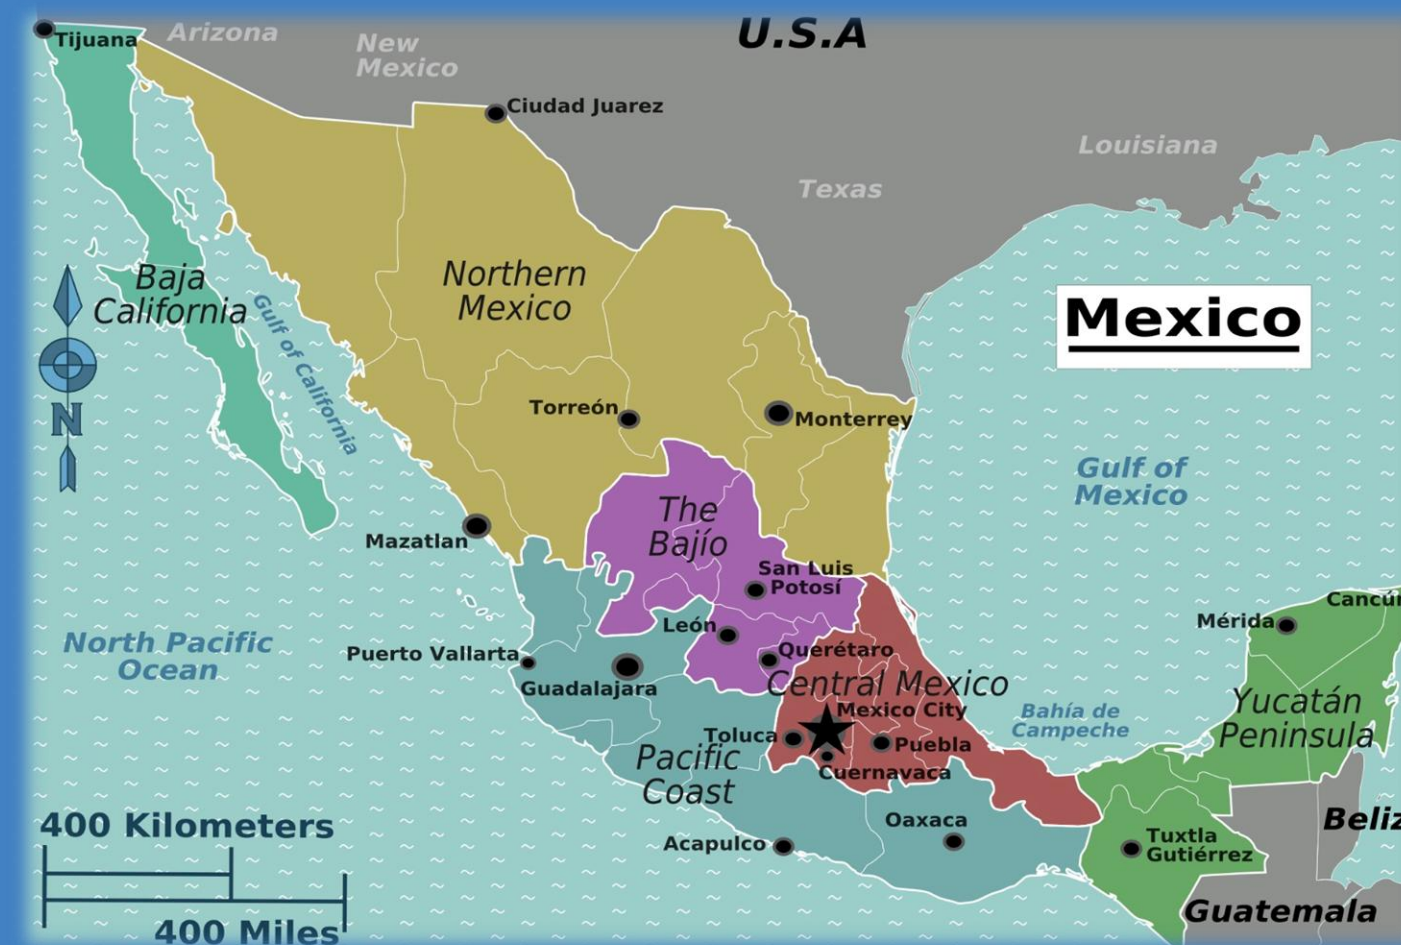 U.S.A
Arizona
Tijuana
New
Mexico
Ciudad Juarez
Louisiana
Texas
Baja
California
Northern
Mexico
Gulf of California
Mexico
Torreón
Monterrey
Gulf of
Mexico
N
The
Bajío
Mazatlan
San Luis
Potosí
Cancún
Mérida
León
North Pacific
Ocean
Puerto Vallarta
Querétaro
Guadalajara
Central Mexico
Mexico City
Yucatán
Peninsula
Bahía de
Campeche
Toluca
Puebla
Pacific
Coast
Cuernavaca
400 Kilometers
Oaxaca
Beliz
Acapulco
Tuxtla
Gutiérrez
Guatemala
400 Miles